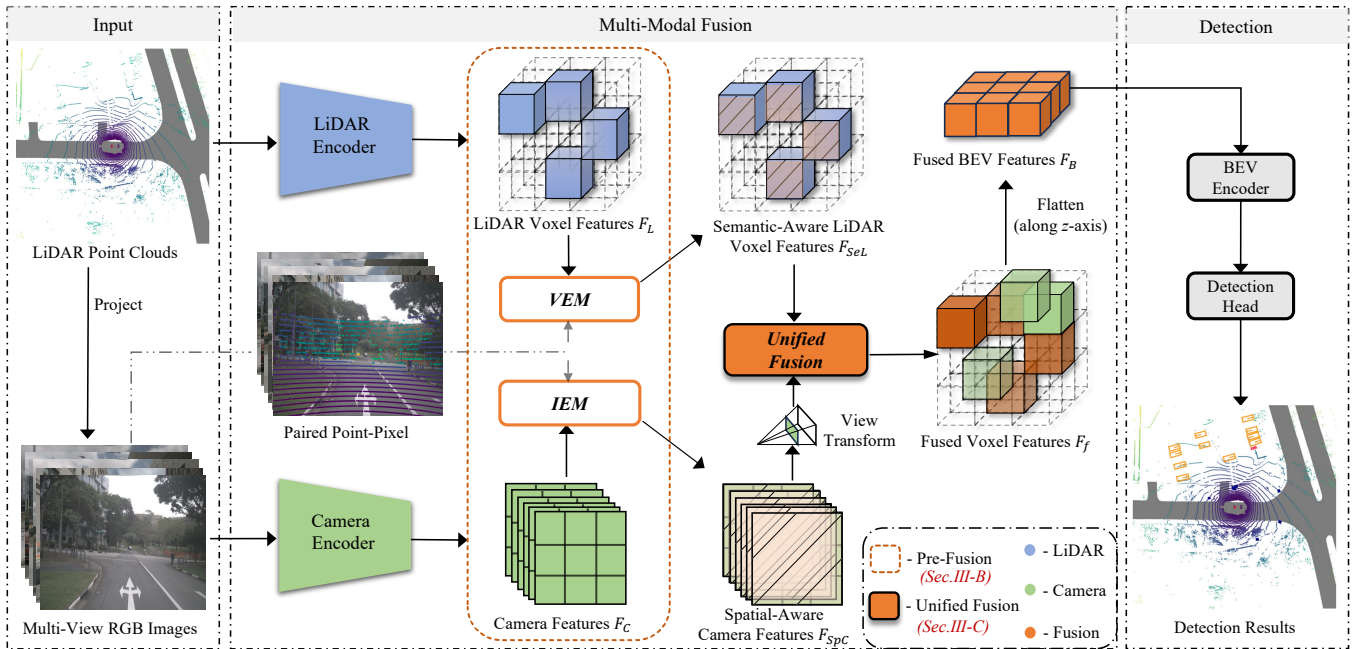 Input
Multi-Modal Fusion
Detection
LiDAR Point Clouds
Project
Multi-View RGB Images
LiDAR
Encoder
LiDAR Voxel Features F_L
VEM
Paired Point-Pixel
IEM
Camera
Encoder
Camera Features F_C
Semantic-Aware LiDAR
Voxel Features F_SeL
Unified
Fusion
View
Transform
Spatial-Aware
Camera Features F_SpC
Fused BEV Features F_B
Flatten
(along z-axis)
Fused Voxel Features F_f
- Pre-Fusion
(Sec.III-B)
- Unified Fusion
(Sec.III-C)
- LiDAR
- Camera
- Fusion
BEV
Encoder
Detection
Head
Detection Results